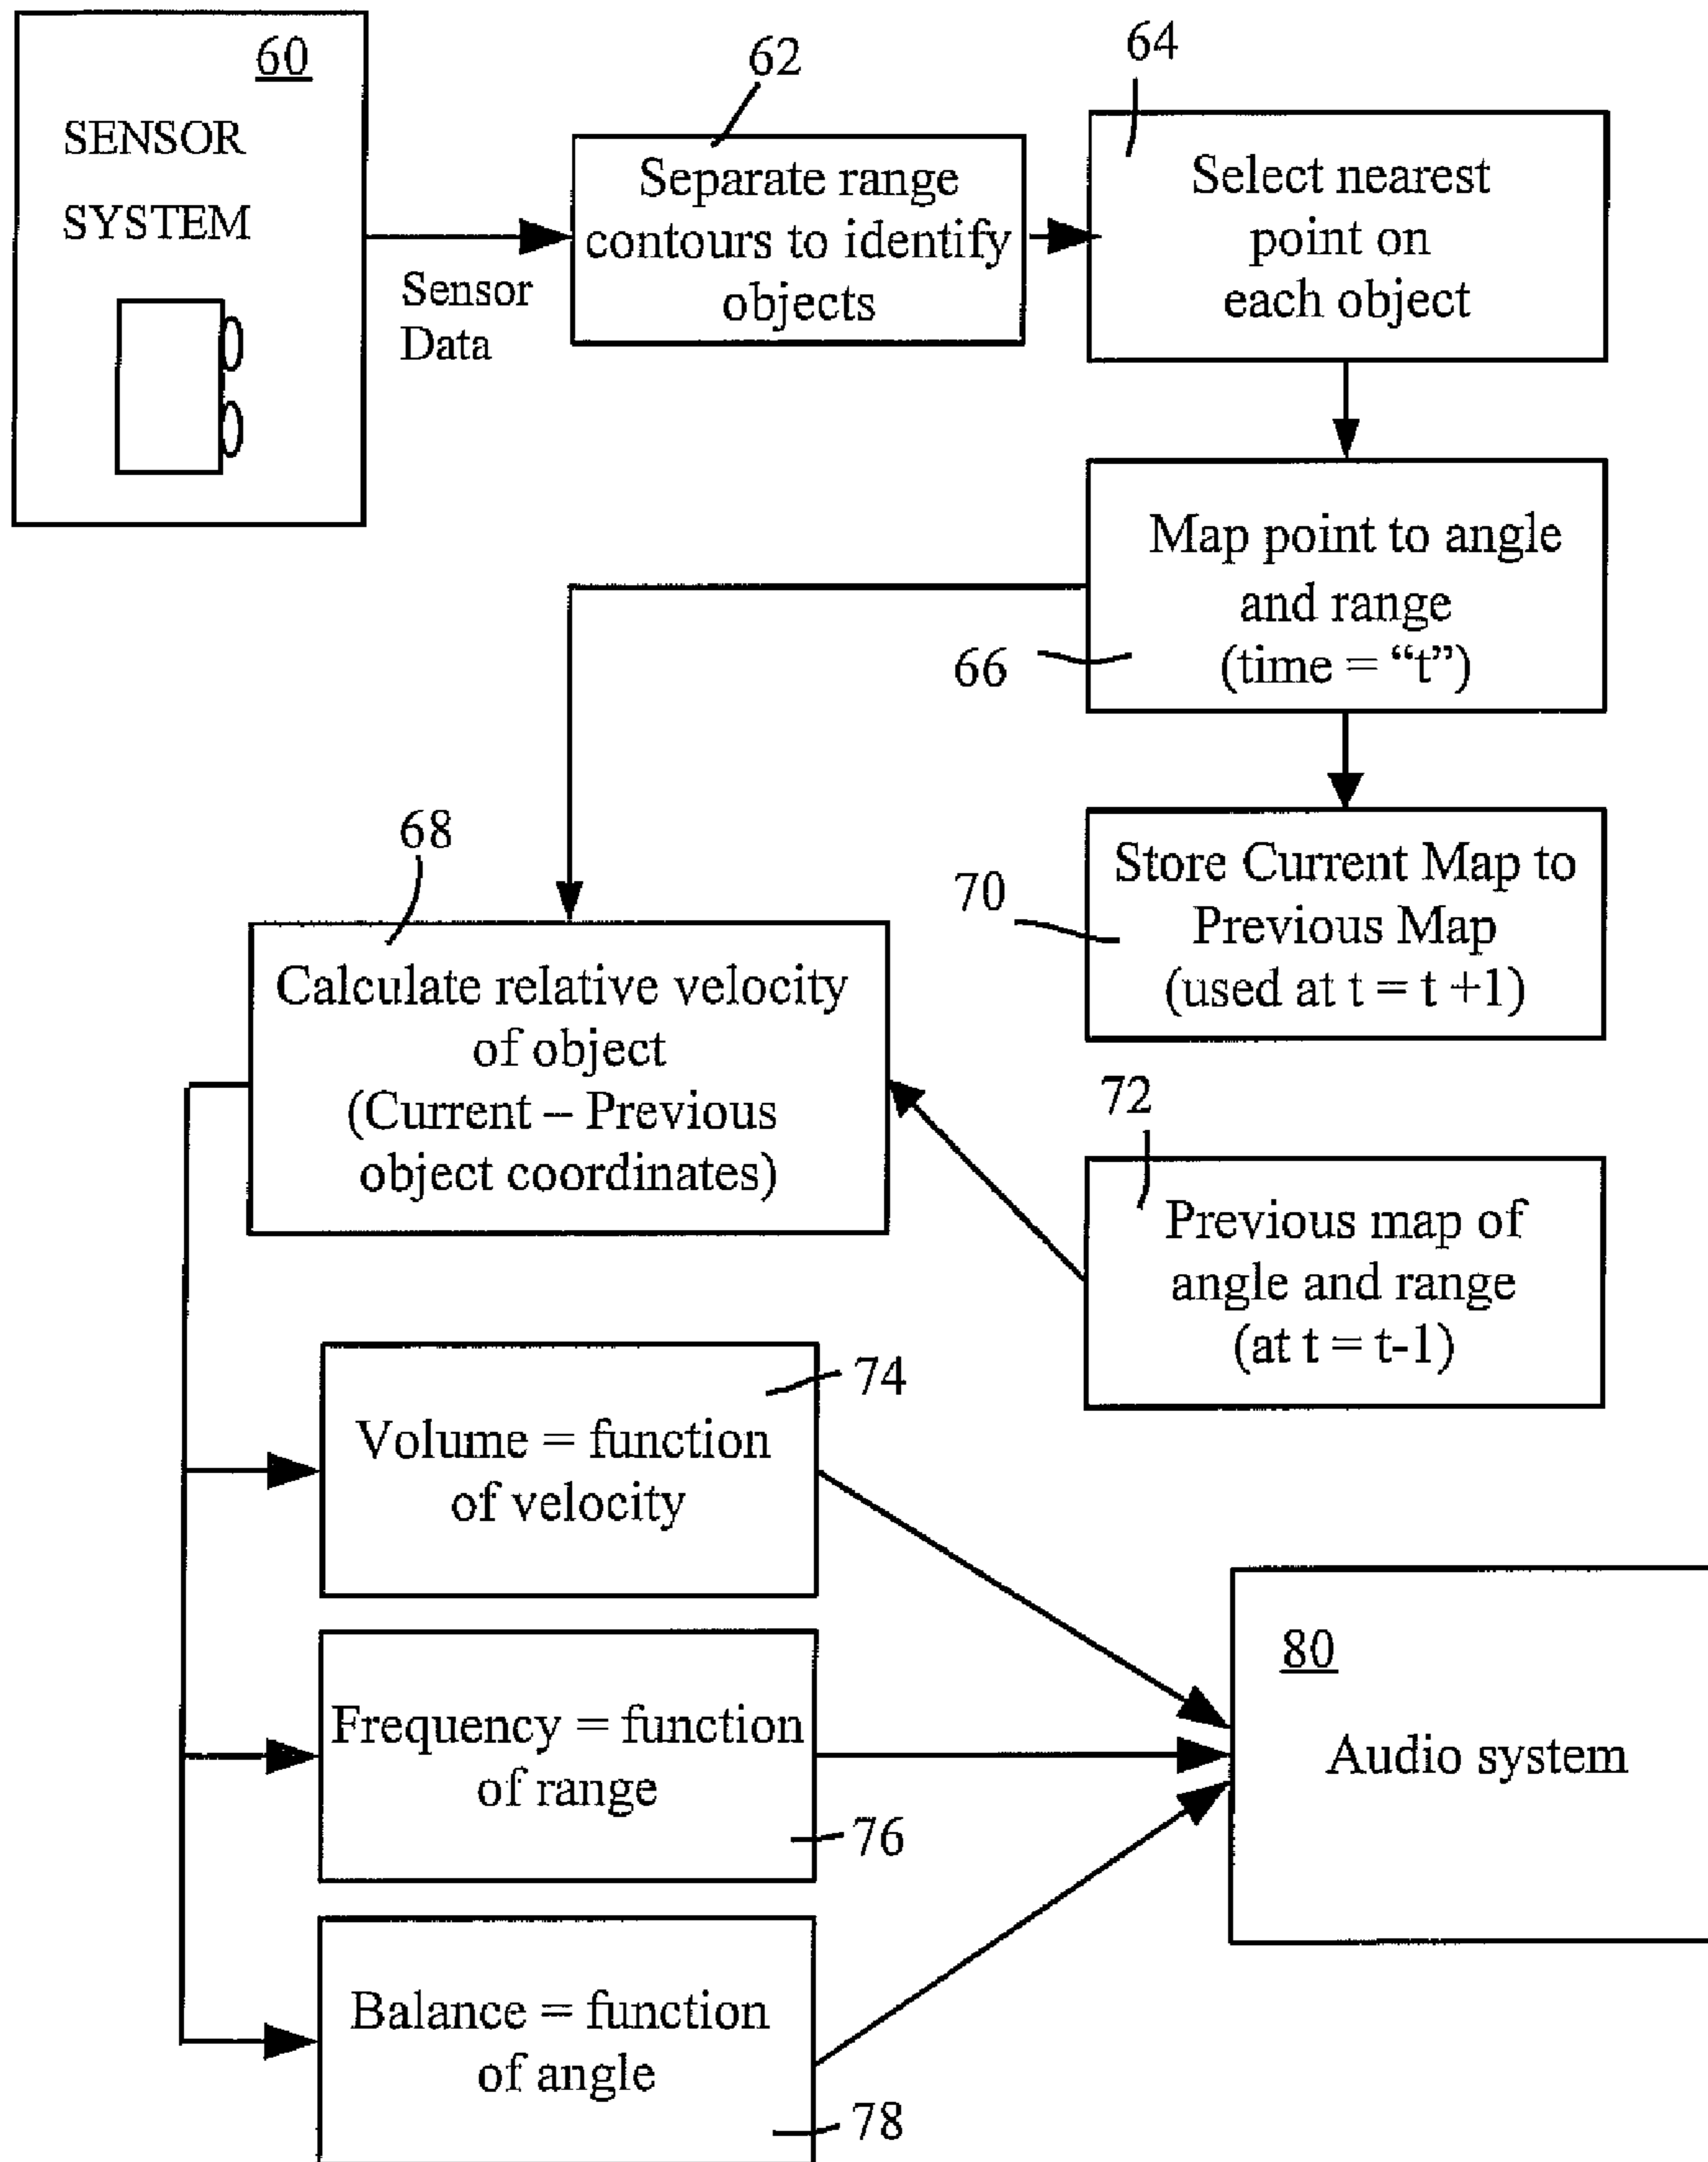 60
SENSOR
SYSTEM
Sensor
Data
62
Separate range
contours to identify
objects
64
Select nearest
point on
each object
Map point to angle
and range
(time = “t”)
66
68
Calculate relative velocity
of object
(Current – Previous
object coordinates)
70
Store Current Map to
Previous Map
(used at t = t +1)
72
Previous map of
angle and range
(at t = t-1)
74
Volume = function
of velocity
Frequency = function
of range
76
Balance = function
of angle
78
80
Audio system